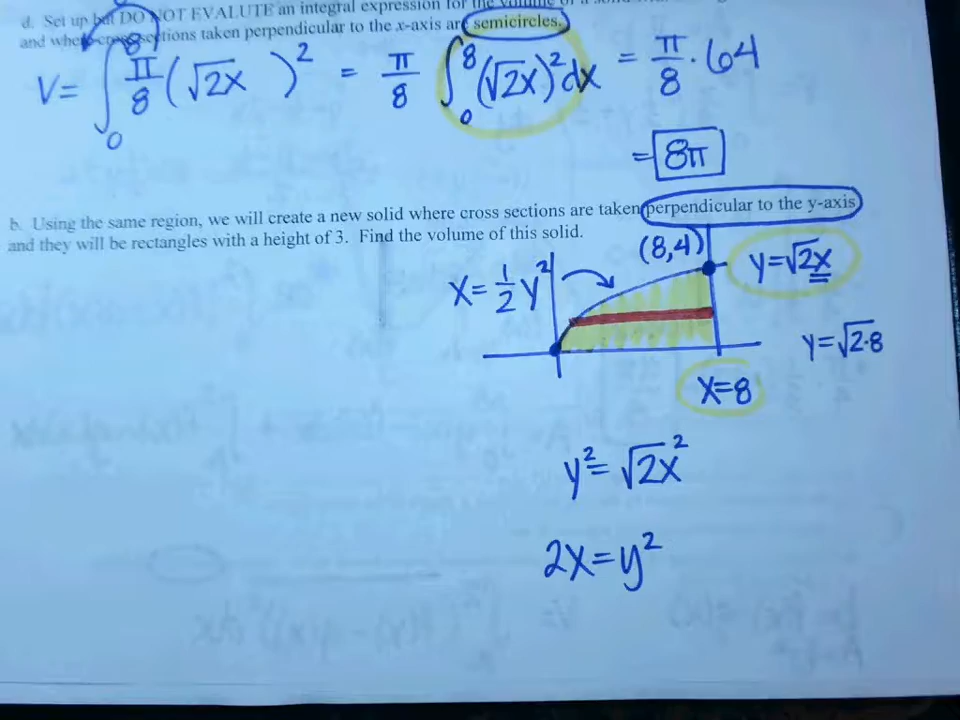 d. Set up but DO NOT EVALUTE an integral expression for the volume of a solid
and where cross sections taken perpendicular to the x-axis are semicircles.
V= ∫₀⁸ π/8 (√2x )² = π/8 ∫₀⁸ (√2x)² dx = π/8 · 64
= 8π
b. Using the same region, we will create a new solid where cross sections are taken perpendicular to the y-axis
and they will be rectangles with a height of 3. Find the volume of this solid.
(8,4)
y=√2x
x=½y²
y=√2·8
x=8
y²=√2x²
2x=y²